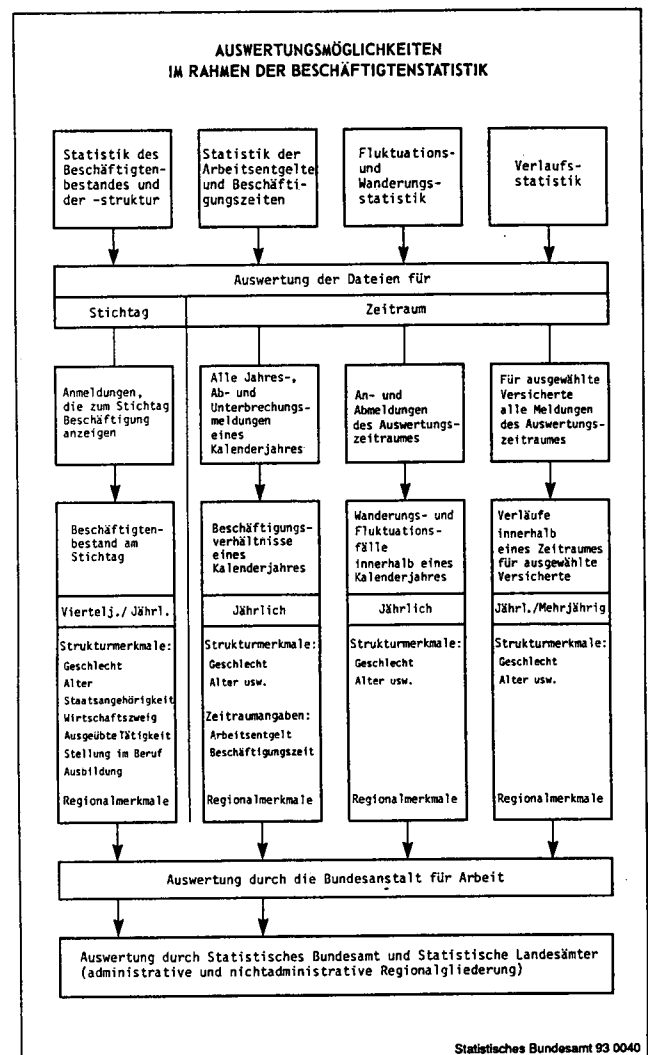 AUSWERTUNGSMÖGLICHKEITEN
IM RAHMEN DER BESCHÄFTIGTENSTATISTIK
Statistik des
Beschäftigten-
bestandes und
der -struktur
Statistik der
Arbeitsentgelte
und Beschäfti-
gungszeiten
Fluktuations-
und
Wanderungs-
statistik
Verlaufs-
statistik
Auswertung der Dateien für
Stichtag
Zeitraum
Anmeldungen,
die zum Stichtag
Beschäftigung
anzeigen
Alle Jahres-,
Ab- und
Unterbrechungs-
meldungen
eines
Kalenderjahres
An- und
Abmeldungen
des Auswertungs-
zeitraumes
Für ausgewählte
Versicherte
alle Meldungen
des Auswertungs-
zeitraumes
Beschäftigten-
bestand am
Stichtag
Beschäftigungs-
verhältnisse
eines
Kalenderjahres
Wanderungs- und
Fluktuations-
fälle
innerhalb eines
Kalenderjahres
Verläufe
innerhalb
eines Zeitraumes
für ausgewählte
Versicherte
Viertelj./Jährl.
Jährlich
Jährlich
Jährl./Mehrjährig
Strukturmerkmale:
Geschlecht
Alter
Staatsangehörigkeit
Wirtschaftszweig
Ausgeübte Tätigkeit
Stellung im Beruf
Ausbildung
Regionalmerkmale
Strukturmerkmale:
Geschlecht
Alter usw.
Zeitraumangaben:
Arbeitsentgelt
Beschäftigungszeit
Regionalmerkmale
Strukturmerkmale:
Geschlecht
Alter usw.
Regionalmerkmale
Strukturmerkmale:
Geschlecht
Alter usw.
Regionalmerkmale
Auswertung durch die Bundesanstalt für Arbeit
Auswertung durch Statistisches Bundesamt und Statistische Landesämter
(administrative und nichtadministrative Regionalgliederung)
Statistisches Bundesamt 93 0040